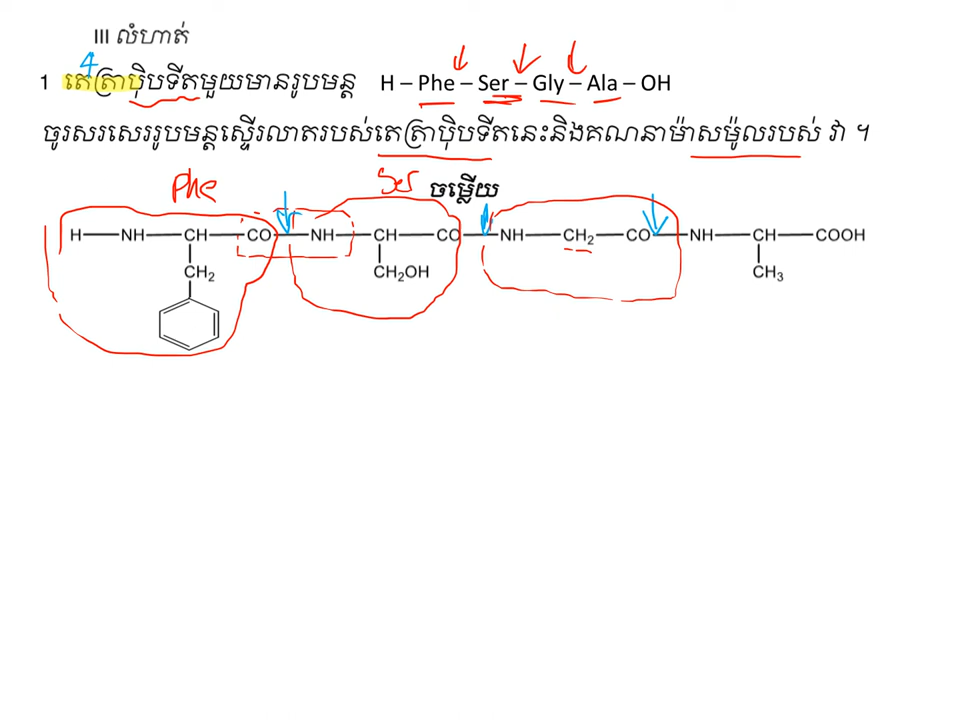 III លំហាត់
4
1 តេត្រាប៉ិបទីតមួយមានរូបមន្ត H – Phe – Ser – Gly – Ala – OH
ចូរសរសេររូបមន្តស្ទើរលាតរបស់តេត្រាប៉ិបទីតនេះនិងគណនាម៉ាសម៉ូលរបស់ វា ។
Phe Ser ចម្លើយ
H NH CH CO NH CH CO NH CH2 CO NH CH COOH
CH2 CH2OH CH3